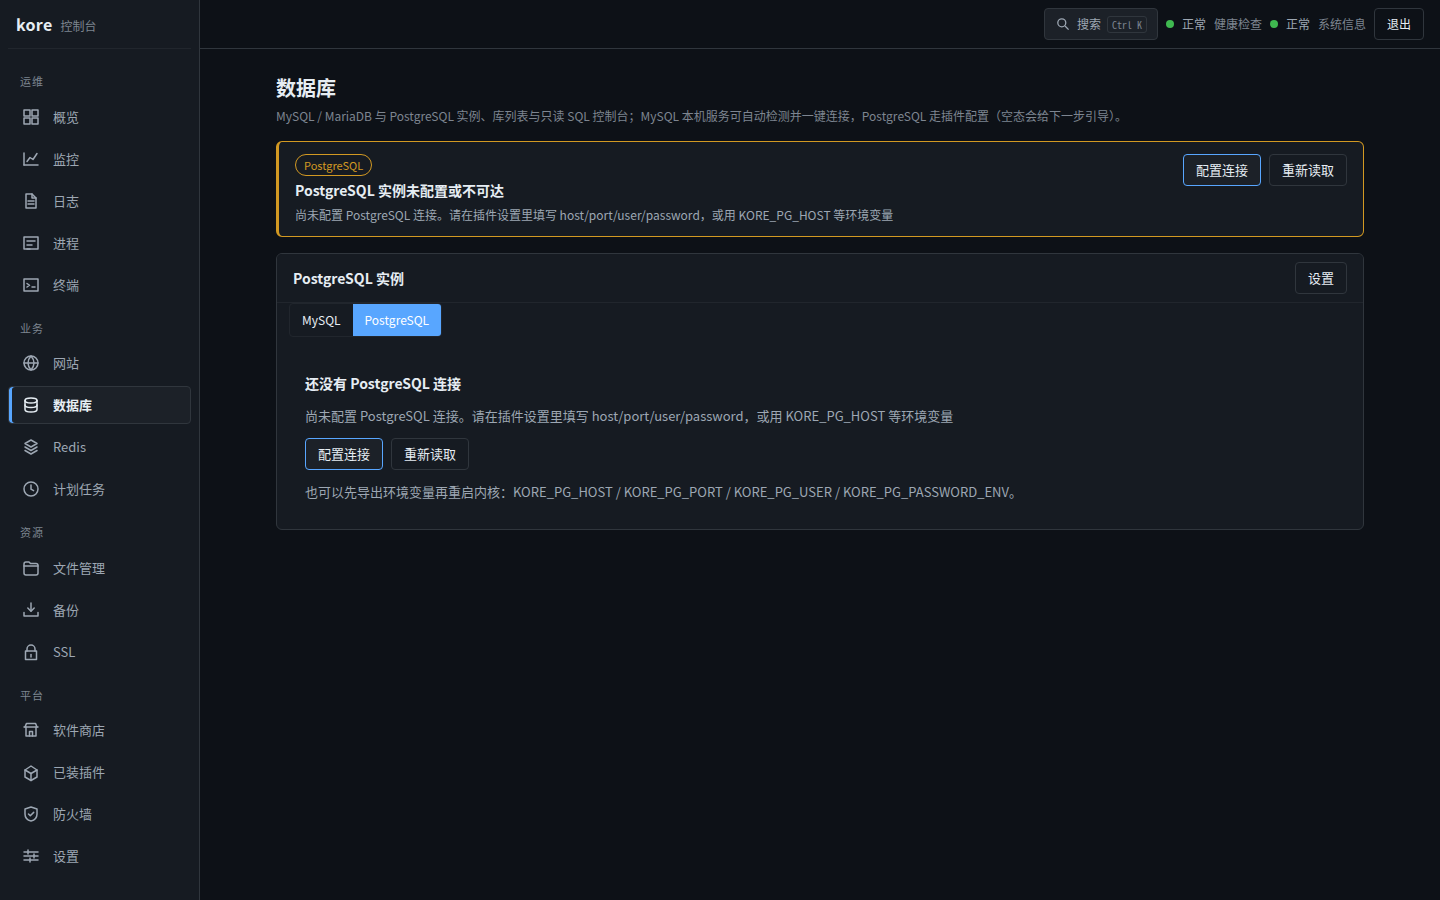 kore 控制台
搜索 Ctrl K 正常 健康检查 正常 系统信息 退出
运维
概览
监控
日志
进程
终端
业务
网站
数据库
Redis
计划任务
资源
文件管理
备份
SSL
平台
软件商店
已装插件
防火墙
设置
数据库
MySQL / MariaDB 与 PostgreSQL 实例、库列表与只读 SQL 控制台；MySQL 本机服务可自动检测并一键连接，PostgreSQL 走插件配置（空态会给下一步引导）。
PostgreSQL
配置连接 重新读取
PostgreSQL 实例未配置或不可达
尚未配置 PostgreSQL 连接。请在插件设置里填写 host/port/user/password，或用 KORE_PG_HOST 等环境变量
PostgreSQL 实例
设置
MySQL PostgreSQL
还没有 PostgreSQL 连接
尚未配置 PostgreSQL 连接。请在插件设置里填写 host/port/user/password，或用 KORE_PG_HOST 等环境变量
配置连接 重新读取
也可以先导出环境变量再重启内核：KORE_PG_HOST / KORE_PG_PORT / KORE_PG_USER / KORE_PG_PASSWORD_ENV。